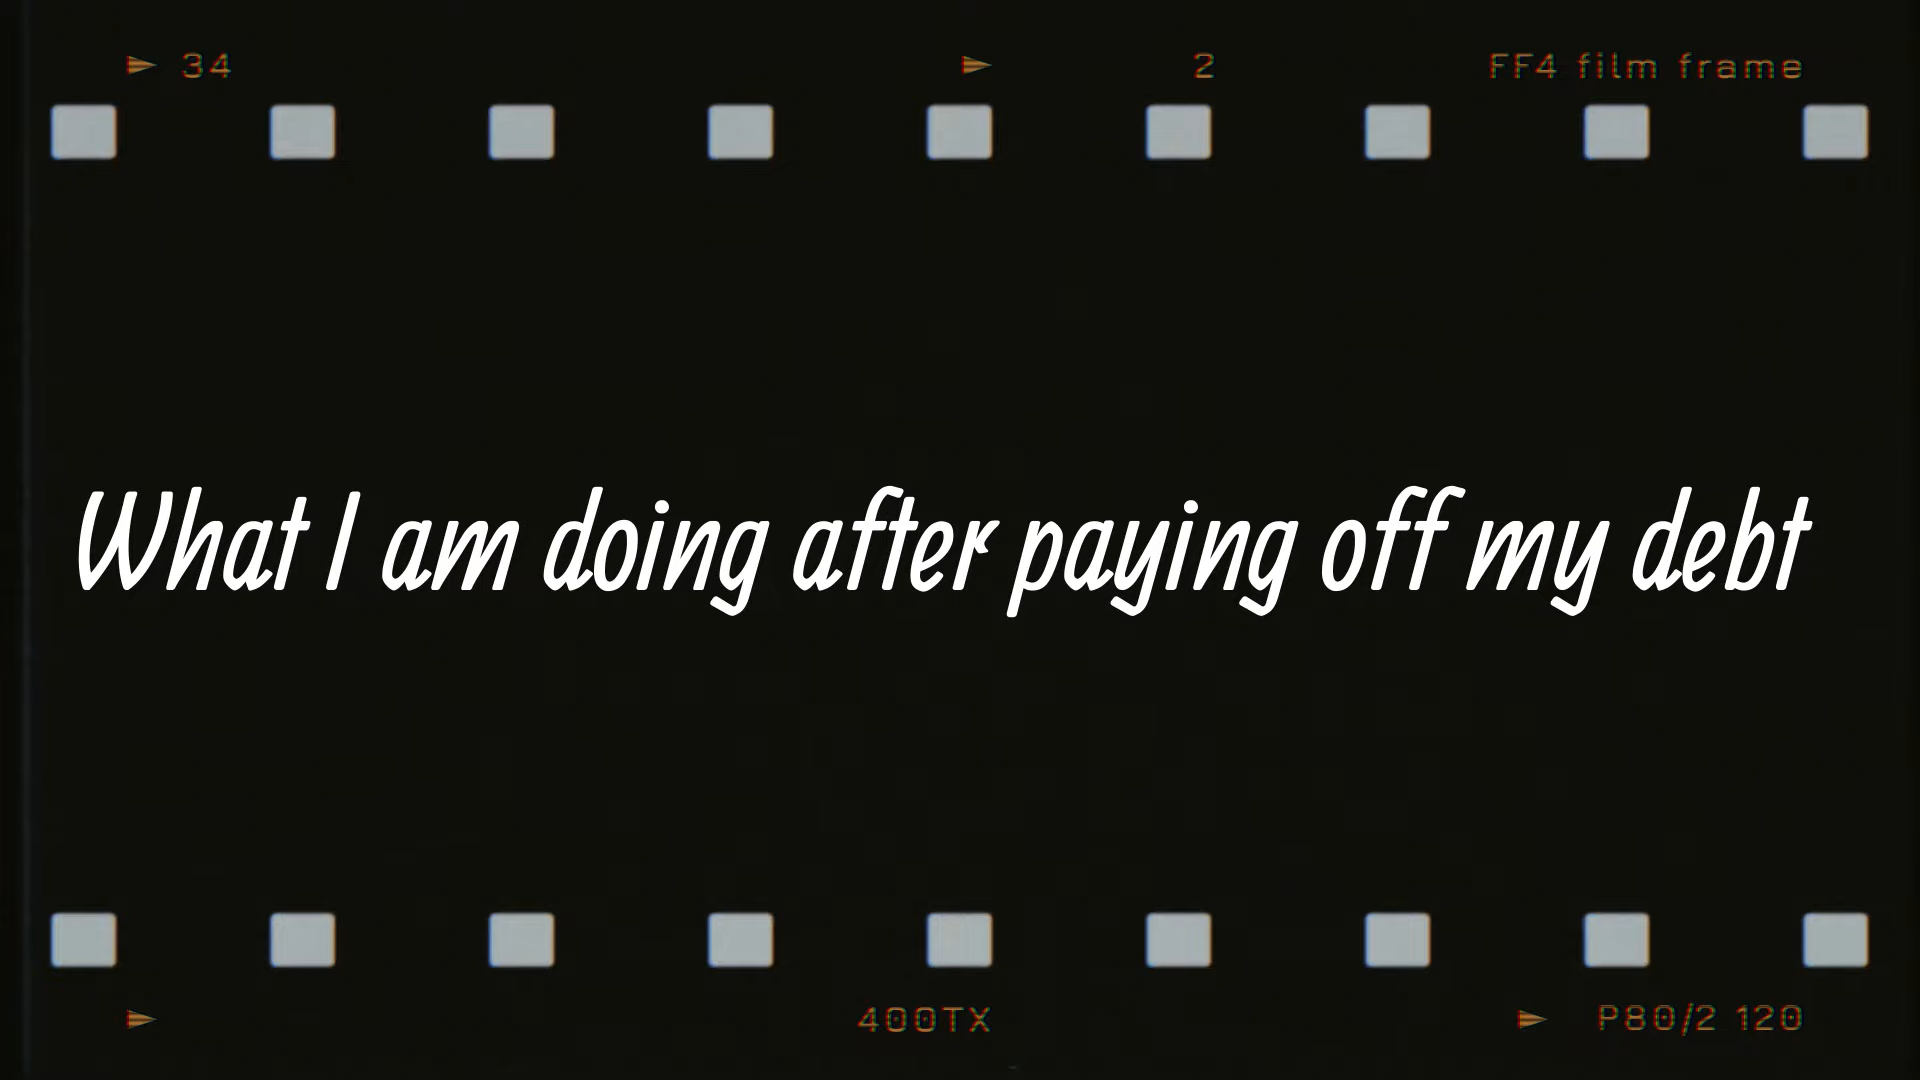 34 2 FF4 film frame
What I am doing after paying off my debt
400TX P80/2 120